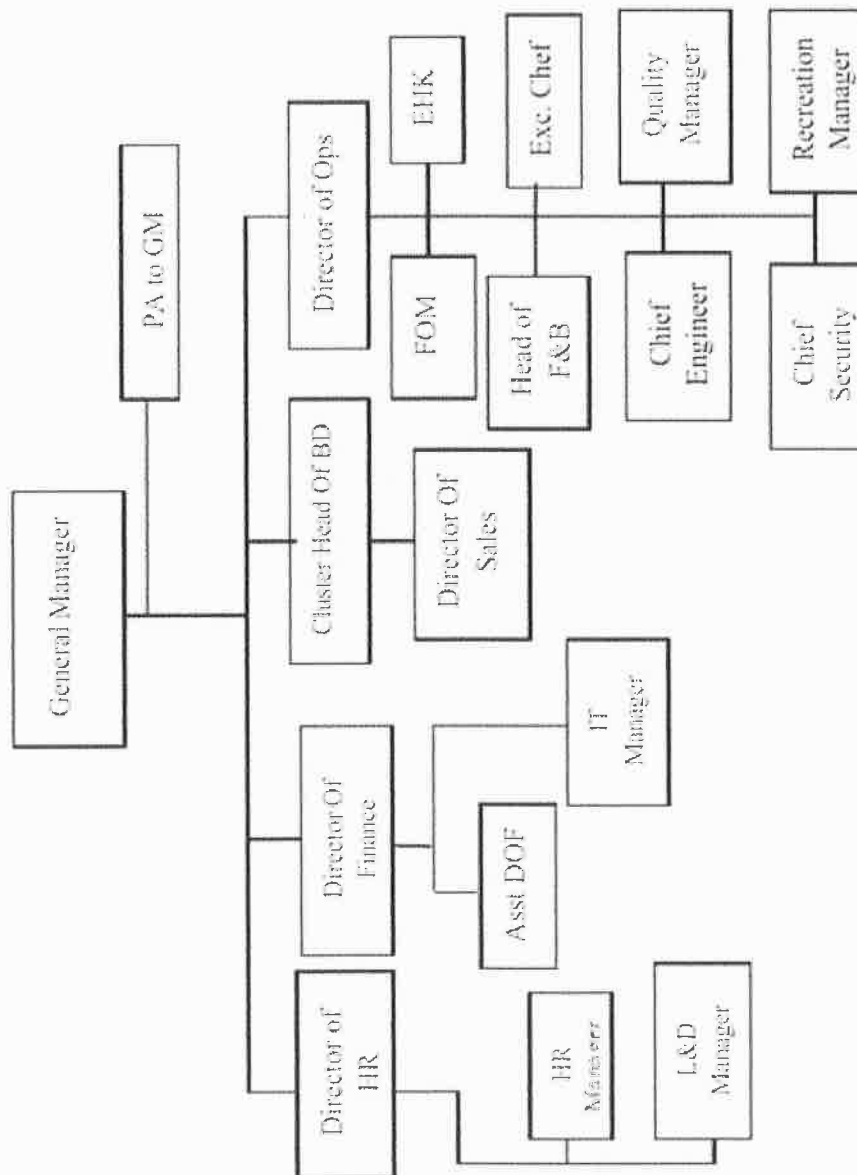 General Manager
PA to GM
Director of
HR
Director Of
Finance
Cluster Head Of BD
Director of Ops
HR
Manager
L&D
Manager
Asst DOF
IT
Manager
Director Of
Sales
FOM
EHK
Head of
F&B
Exc. Chef
Chief
Engineer
Quality
Manager
Chief
Security
Recreation
Manager